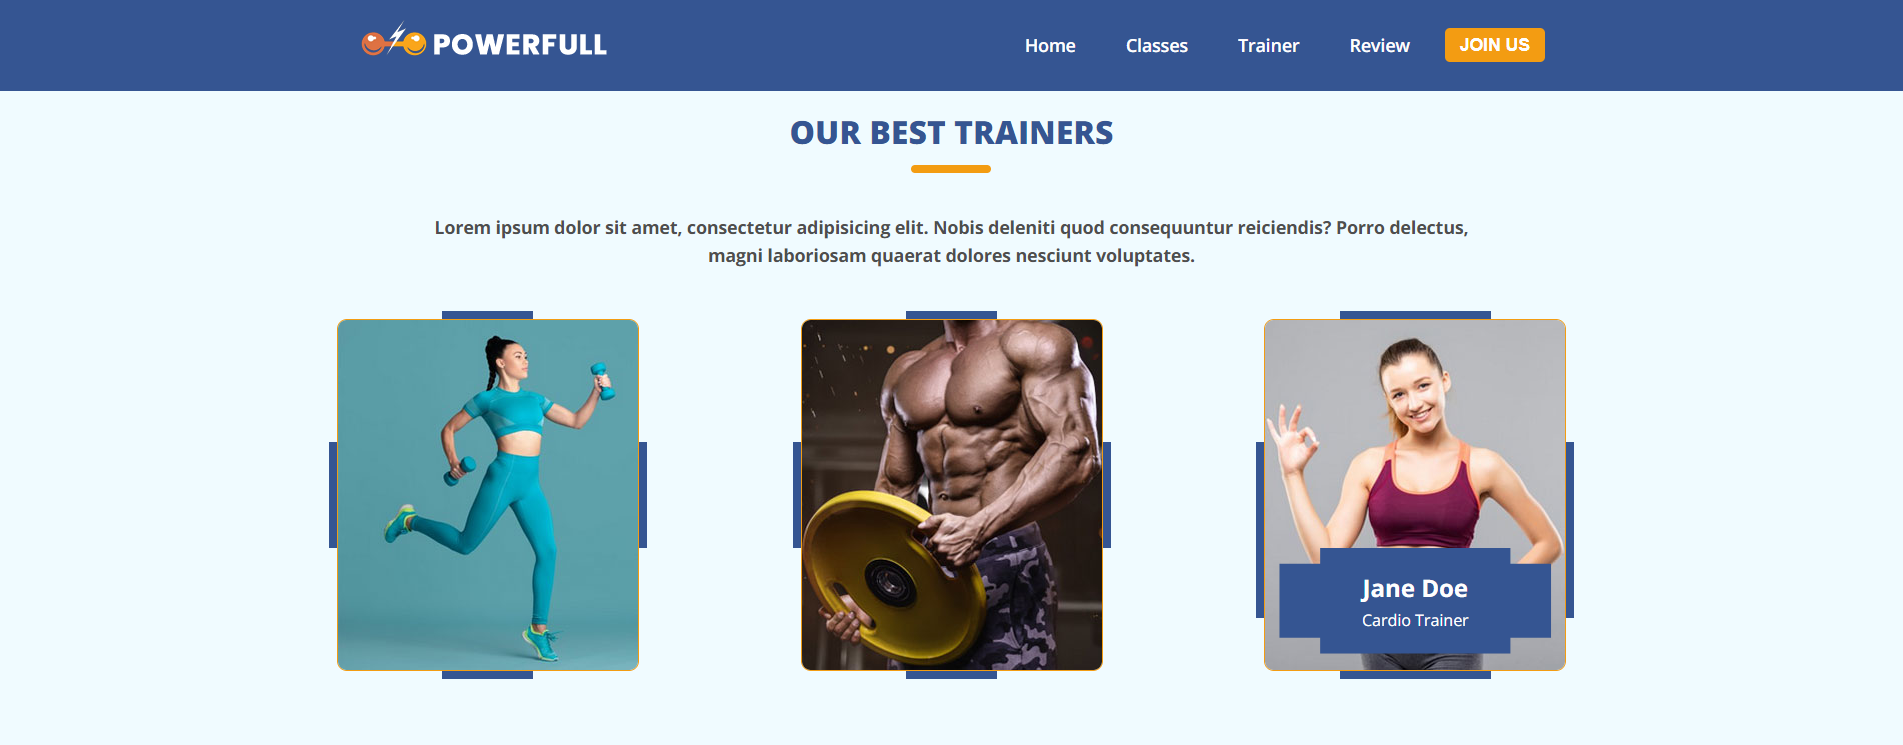 POWERFULL
Home Classes Trainer Review JOIN US
OUR BEST TRAINERS
Lorem ipsum dolor sit amet, consectetur adipisicing elit. Nobis deleniti quod consequuntur reiciendis? Porro delectus,
magni laboriosam quaerat dolores nesciunt voluptates.
Jane Doe
Cardio Trainer